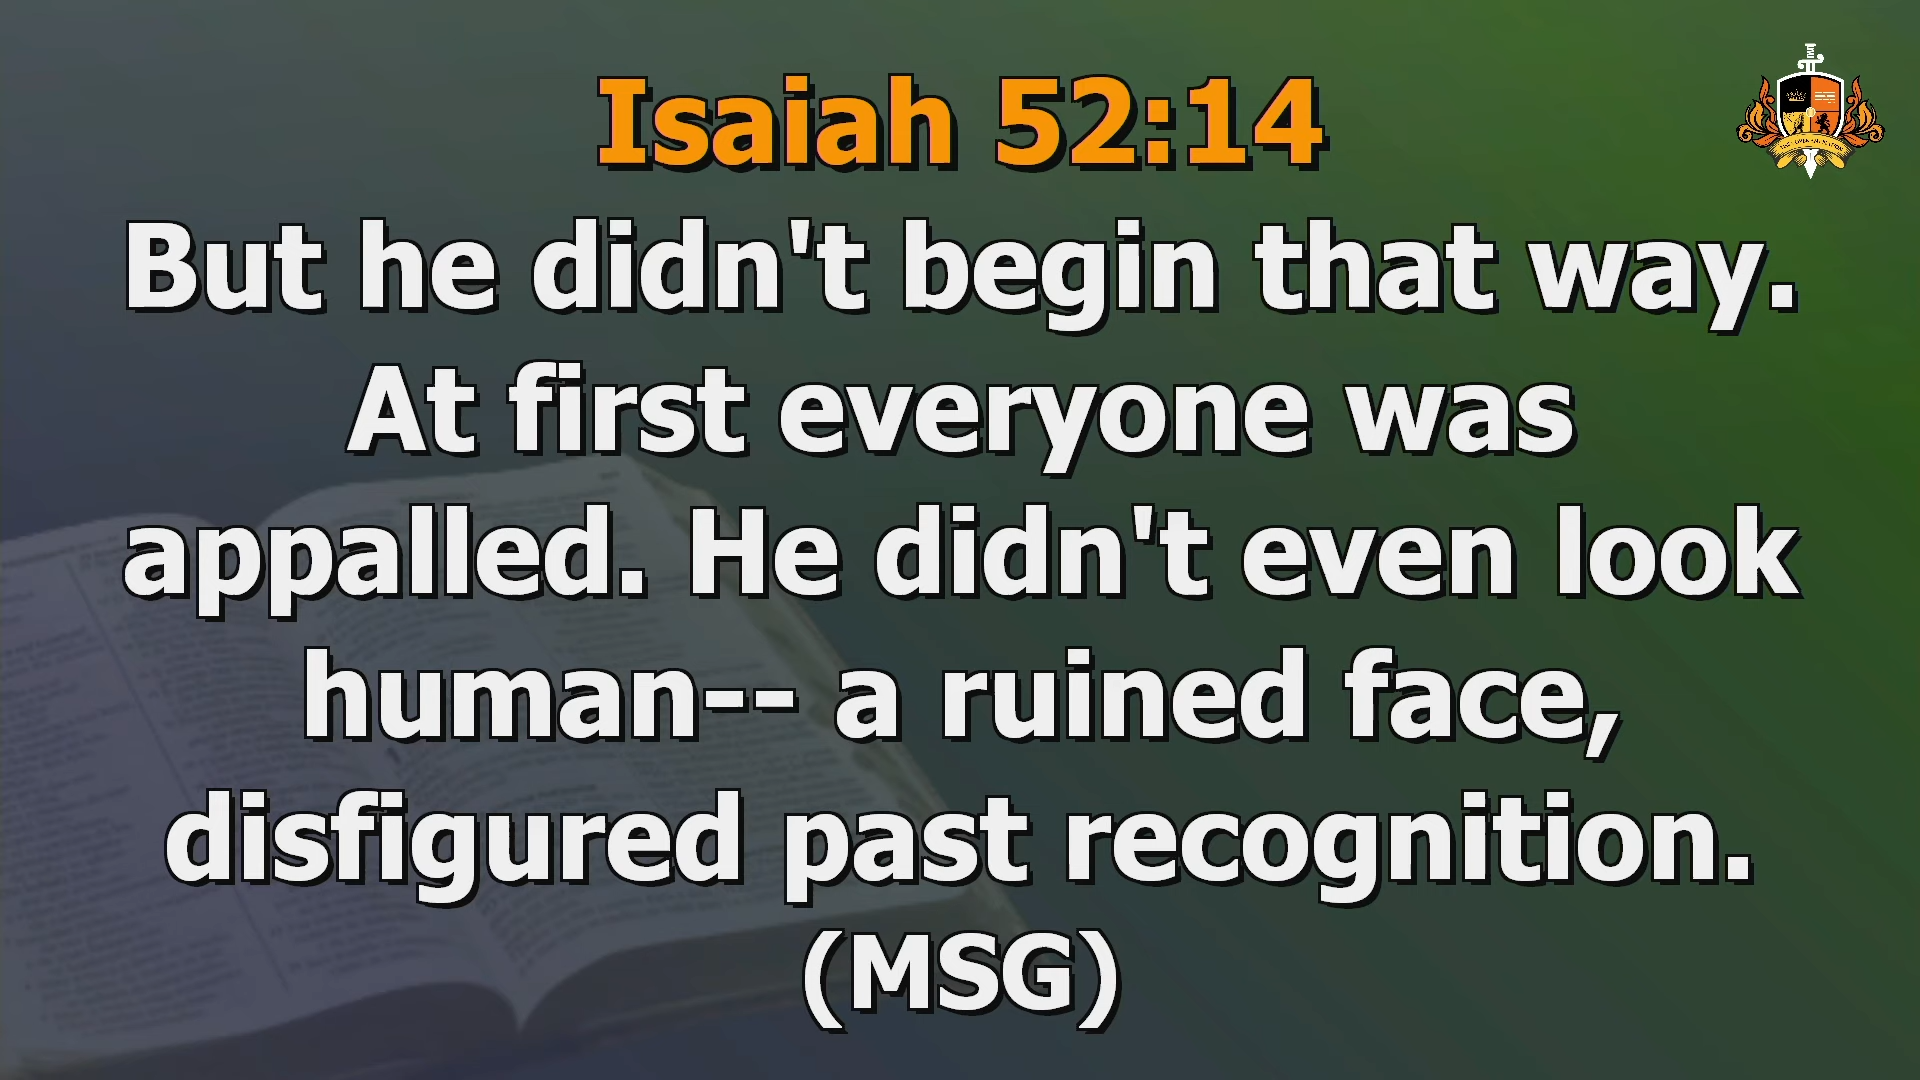 Isaiah 52:14
But he didn't begin that way.
At first everyone was
appalled. He didn't even look
human-- a ruined face,
disfigured past recognition.
(MSG)